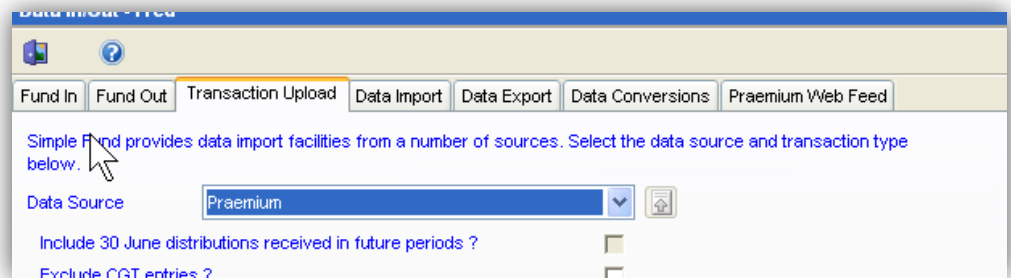 Data In/Out - Fred
Fund In Fund Out Transaction Upload Data Import Data Export Data Conversions Praemium Web Feed
Simple Fund provides data import facilities from a number of sources. Select the data source and transaction type
below.
Data Source Praemium
Include 30 June distributions received in future periods ?
Exclude CGT entries ?